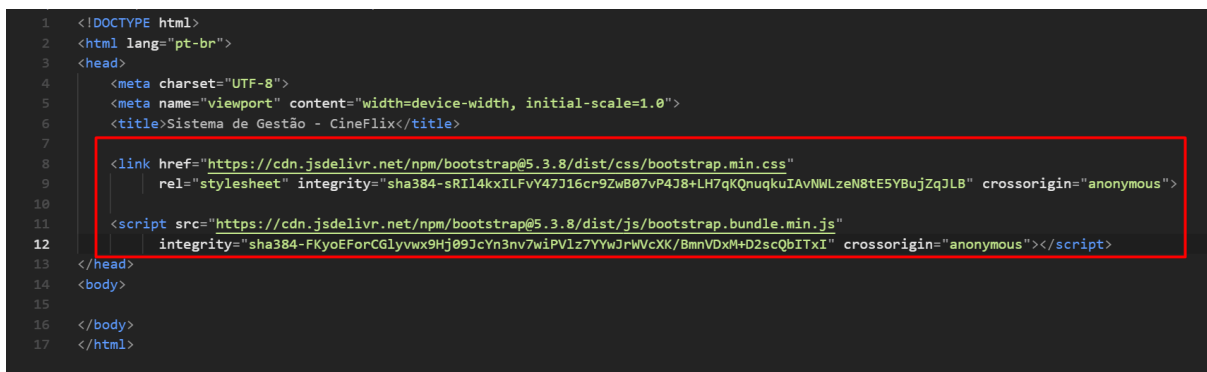 1 <!DOCTYPE html>
2 <html lang="pt-br">
3 <head>
4 <meta charset="UTF-8">
5 <meta name="viewport" content="width=device-width, initial-scale=1.0">
6 <title>Sistema de Gestão - CineFlix</title>
7
8 <link href="https://cdn.jsdelivr.net/npm/bootstrap@5.3.8/dist/css/bootstrap.min.css"
9 rel="stylesheet" integrity="sha384-sRIl4kxILFvY47J16cr9ZwB07vP4J8+LH7qKQnuqkuIAvNWLzeN8tE5YBujZqJLB" crossorigin="anonymous">
10
11 <script src="https://cdn.jsdelivr.net/npm/bootstrap@5.3.8/dist/js/bootstrap.bundle.min.js"
12 integrity="sha384-FKyoEForCGlyvwx9Hj09JcYn3nv7wiPVlz7YYwJrWVcXK/BmnVDxM+D2scQbITxI" crossorigin="anonymous"></script>
13 </head>
14 <body>
15
16 </body>
17 </html>